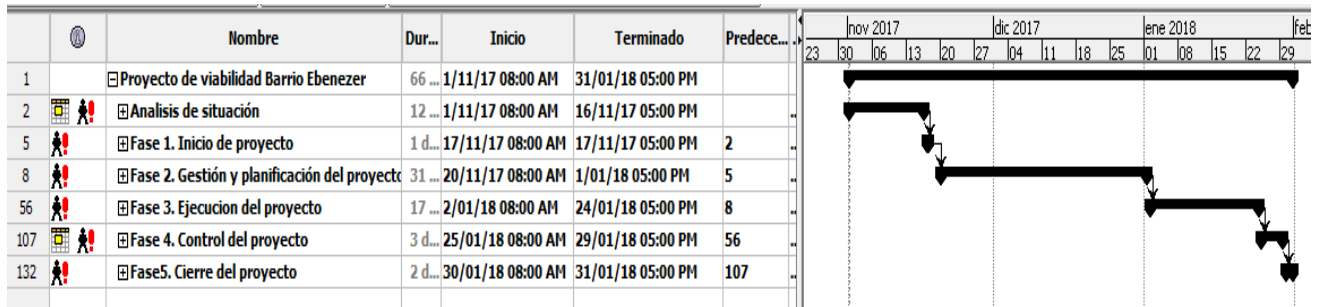 Nombre Dur... Inicio Terminado Predece...
nov 2017 dic 2017 ene 2018 feb
23 30 06 13 20 27 04 11 18 25 01 08 15 22 29
1 Proyecto de viabilidad Barrio Ebenezer 66 ... 1/11/17 08:00 AM 31/01/18 05:00 PM
2 Analisis de situación 12 ... 1/11/17 08:00 AM 16/11/17 05:00 PM
5 Fase 1. Inicio de proyecto 1 d... 17/11/17 08:00 AM 17/11/17 05:00 PM 2
8 Fase 2. Gestión y planificación del proyecto 31 ... 20/11/17 08:00 AM 1/01/18 05:00 PM 5
56 Fase 3. Ejecucion del proyecto 17 ... 2/01/18 08:00 AM 24/01/18 05:00 PM 8
107 Fase 4. Control del proyecto 3 d... 25/01/18 08:00 AM 29/01/18 05:00 PM 56
132 Fase5. Cierre del proyecto 2 d... 30/01/18 08:00 AM 31/01/18 05:00 PM 107